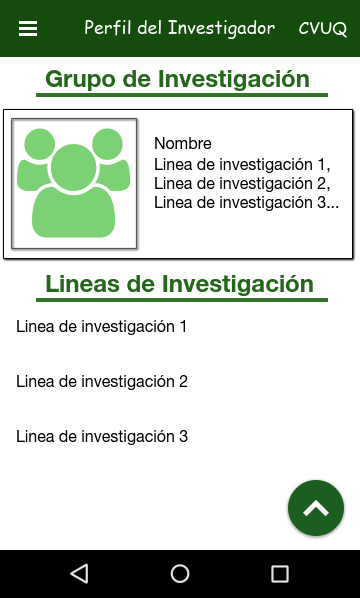 Perfil del Investigador CVUQ
Grupo de Investigación
Nombre
Linea de investigación 1,
Linea de investigación 2,
Linea de investigación 3...
Lineas de Investigación
Linea de investigación 1
Linea de investigación 2
Linea de investigación 3